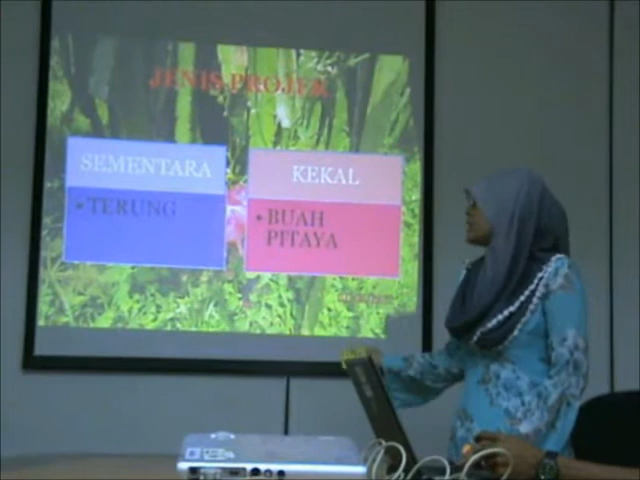 JENIS PROJEK
SEMENTARA
• TERUNG
KEKAL
• BUAH
PITAYA